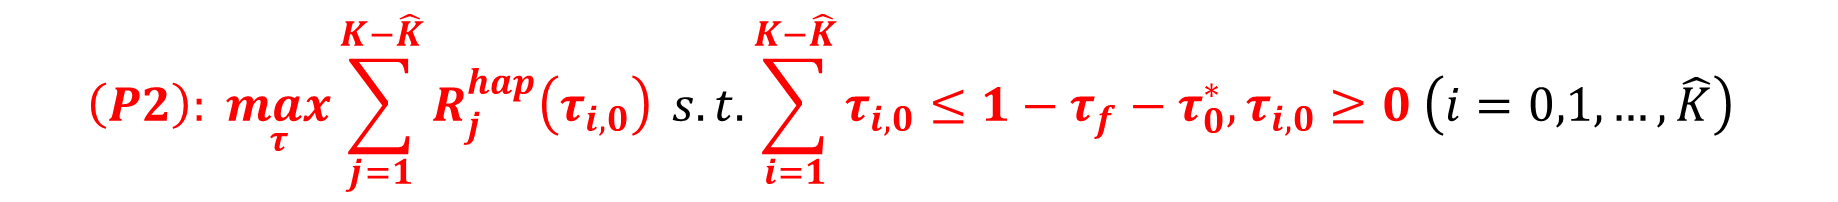 (P2): max_τ ∑_{j=1}^{K−K̂} R_j^{hap}(τ_{i,0}) s.t. ∑_{i=1}^{K−K̂} τ_{i,0} ≤ 1 − τ_f − τ_0^*, τ_{i,0} ≥ 0 (i = 0,1, … , K̂)